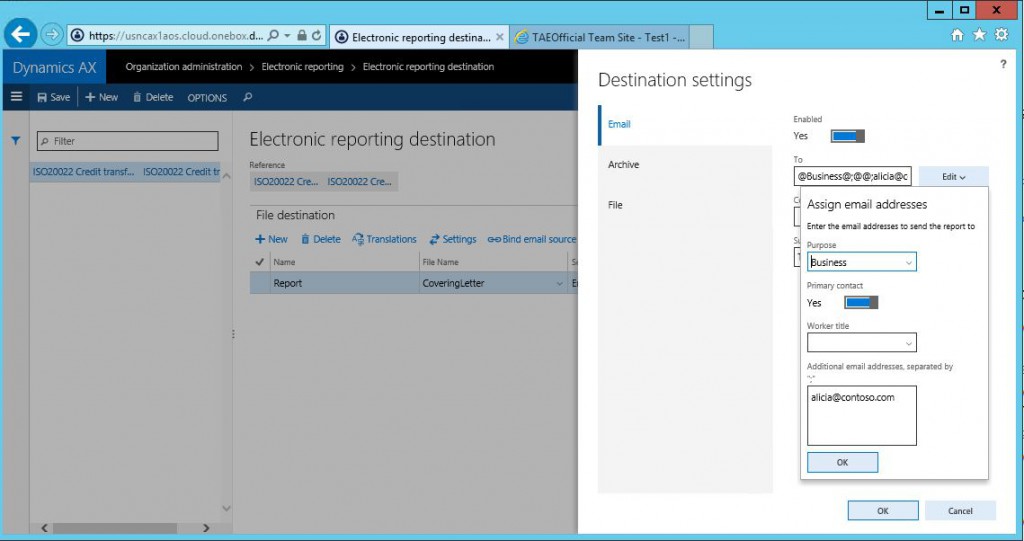 https://usncax1aos.cloud.onebox.d...
Electronic reporting destina...
TAEOfficial Team Site - Test1 -...
Dynamics AX
Organization administration > Electronic reporting > Electronic reporting destination
Save + New Delete OPTIONS
Filter
ISO20022 Credit transf... ISO20022 Credit tr
Electronic reporting destination
Reference
ISO20022 Cre... ISO20022 Cre...
File destination
+ New Delete Translations Settings Bind email source
Name File Name
Report CoveringLetter
?
Destination settings
Email
Archive
File
Enabled
Yes
To
@Business@;@@;alicia@c
Edit
Assign email addresses
Enter the email addresses to send the report to
Purpose
Business
Primary contact
Yes
Worker title
Additional email addresses, separated by
";"
alicia@contoso.com
OK
OK Cancel